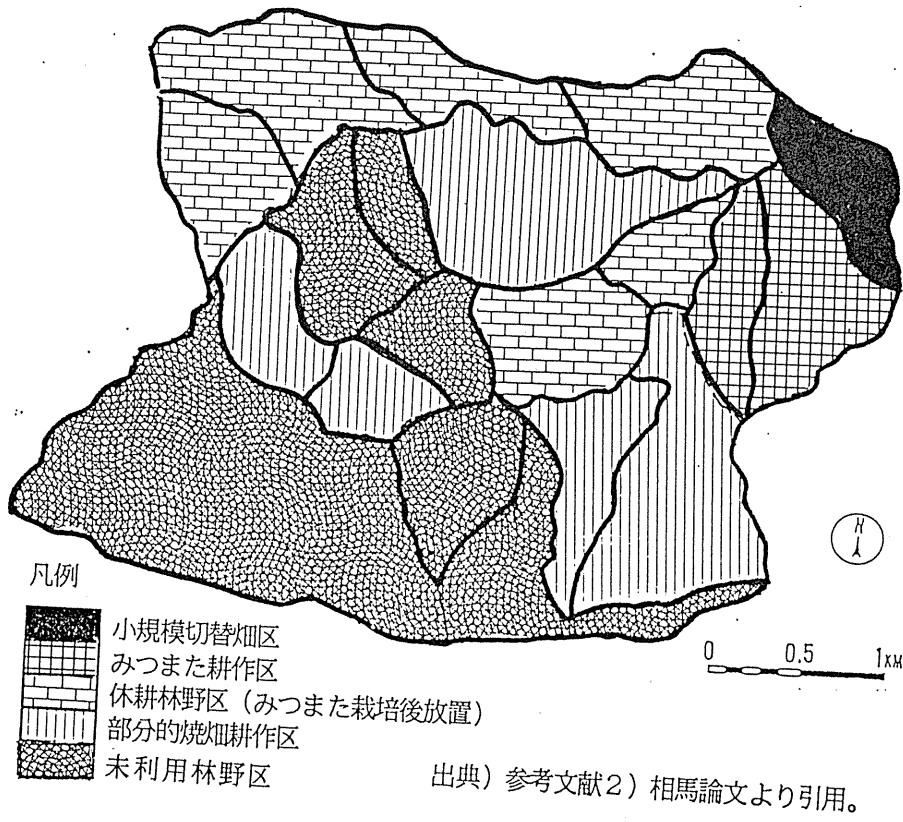 N
0 0.5 1KM
凡例
小規模切替畑区
みつまた耕作区
休耕林野区（みつまた栽培後放置）
部分的焼畑耕作区
未利用林野区
出典）参考文献2）相馬論文より引用。